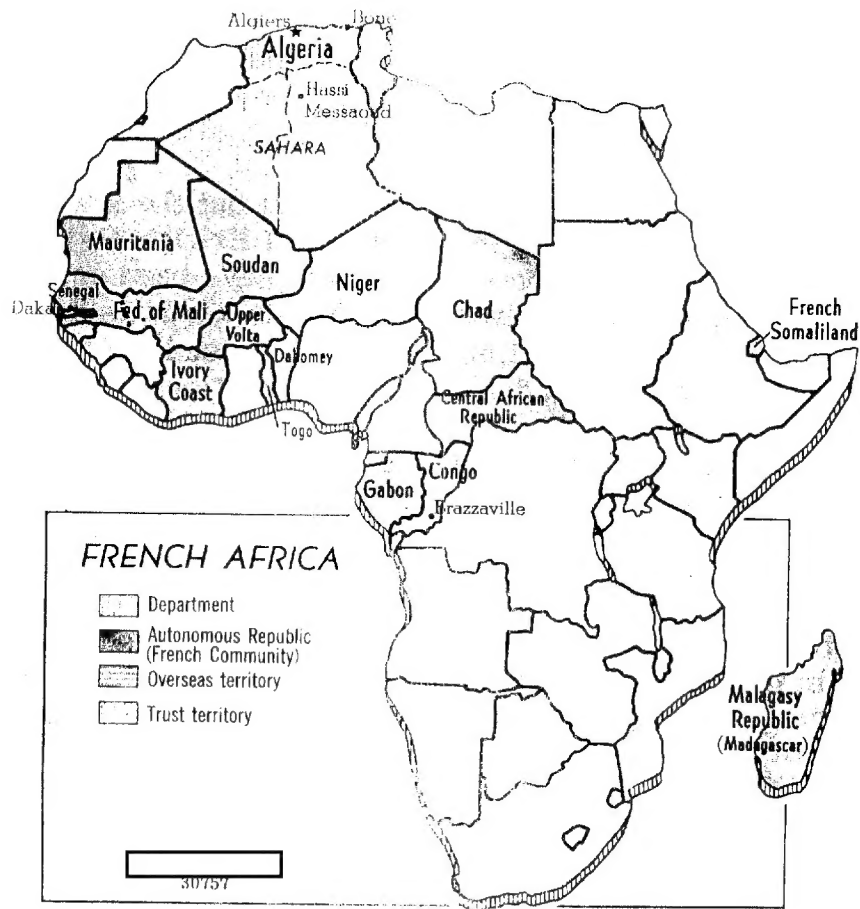 Algiers
Bone
Algeria
Hassi
Messaoud
SAHARA
Mauritania
Soudan
Niger
Chad
Senegal
Fed. of Mali
Upper
Volta
Dahomey
Ivory
Coast
Togo
French
Somaliland
Central African
Republic
Gabon
Congo
Brazzaville
FRENCH AFRICA
Department
Autonomous Republic
(French Community)
Overseas territory
Trust territory
Malagasy
Republic
(Madagascar)
30757